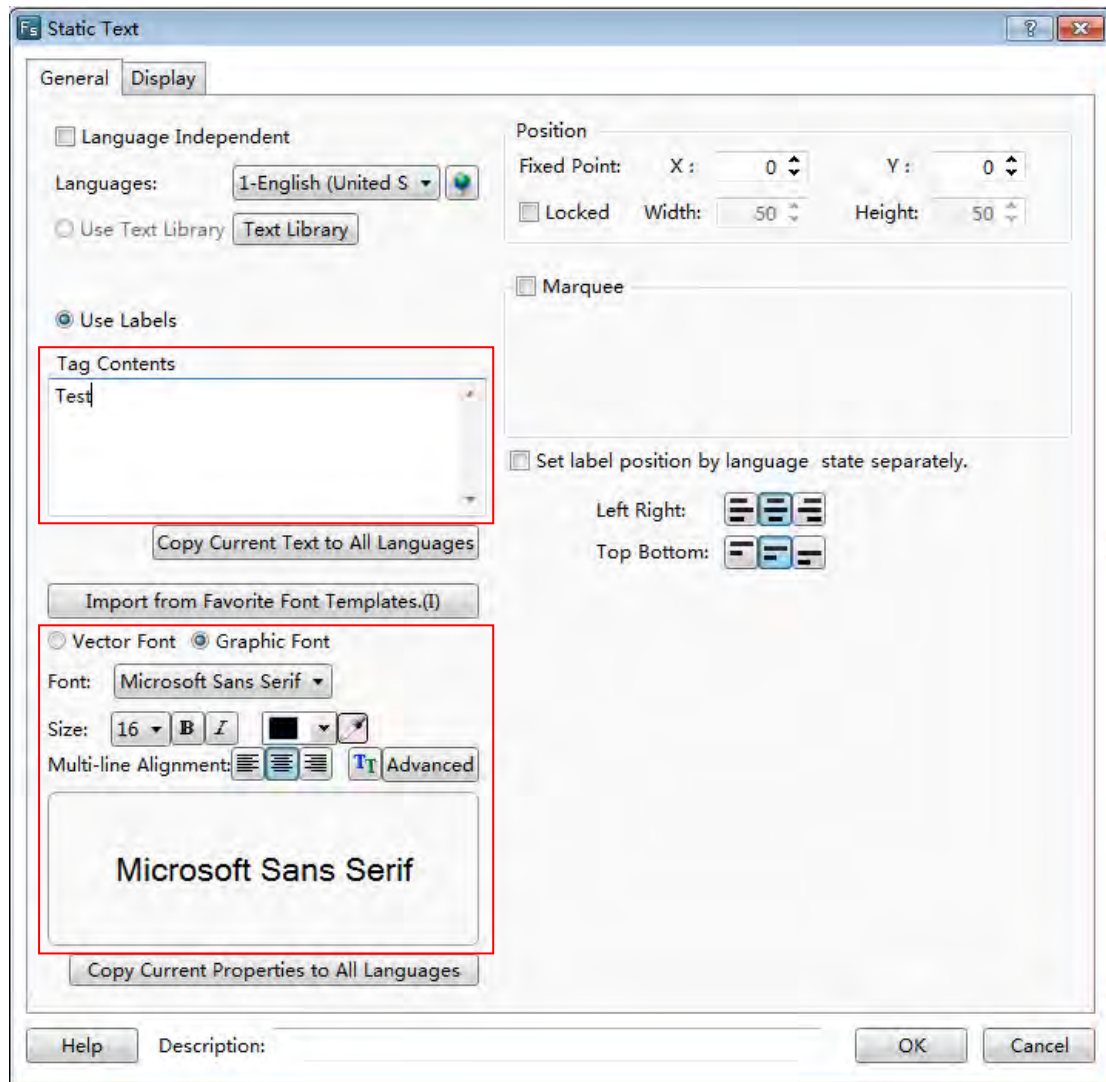 Fs Static Text
General Display
Language Independent
Languages: 1-English (United S
Use Text Library Text Library
Use Labels
Tag Contents
Test
Copy Current Text to All Languages
Import from Favorite Font Templates.(I)
Vector Font Graphic Font
Font: Microsoft Sans Serif
Size: 16 B I
Multi-line Alignment: TT Advanced
Microsoft Sans Serif
Copy Current Properties to All Languages
Position
Fixed Point: X : 0 Y : 0
Locked Width: 50 Height: 50
Marquee
Set label position by language state separately.
Left Right:
Top Bottom:
Help Description: OK Cancel